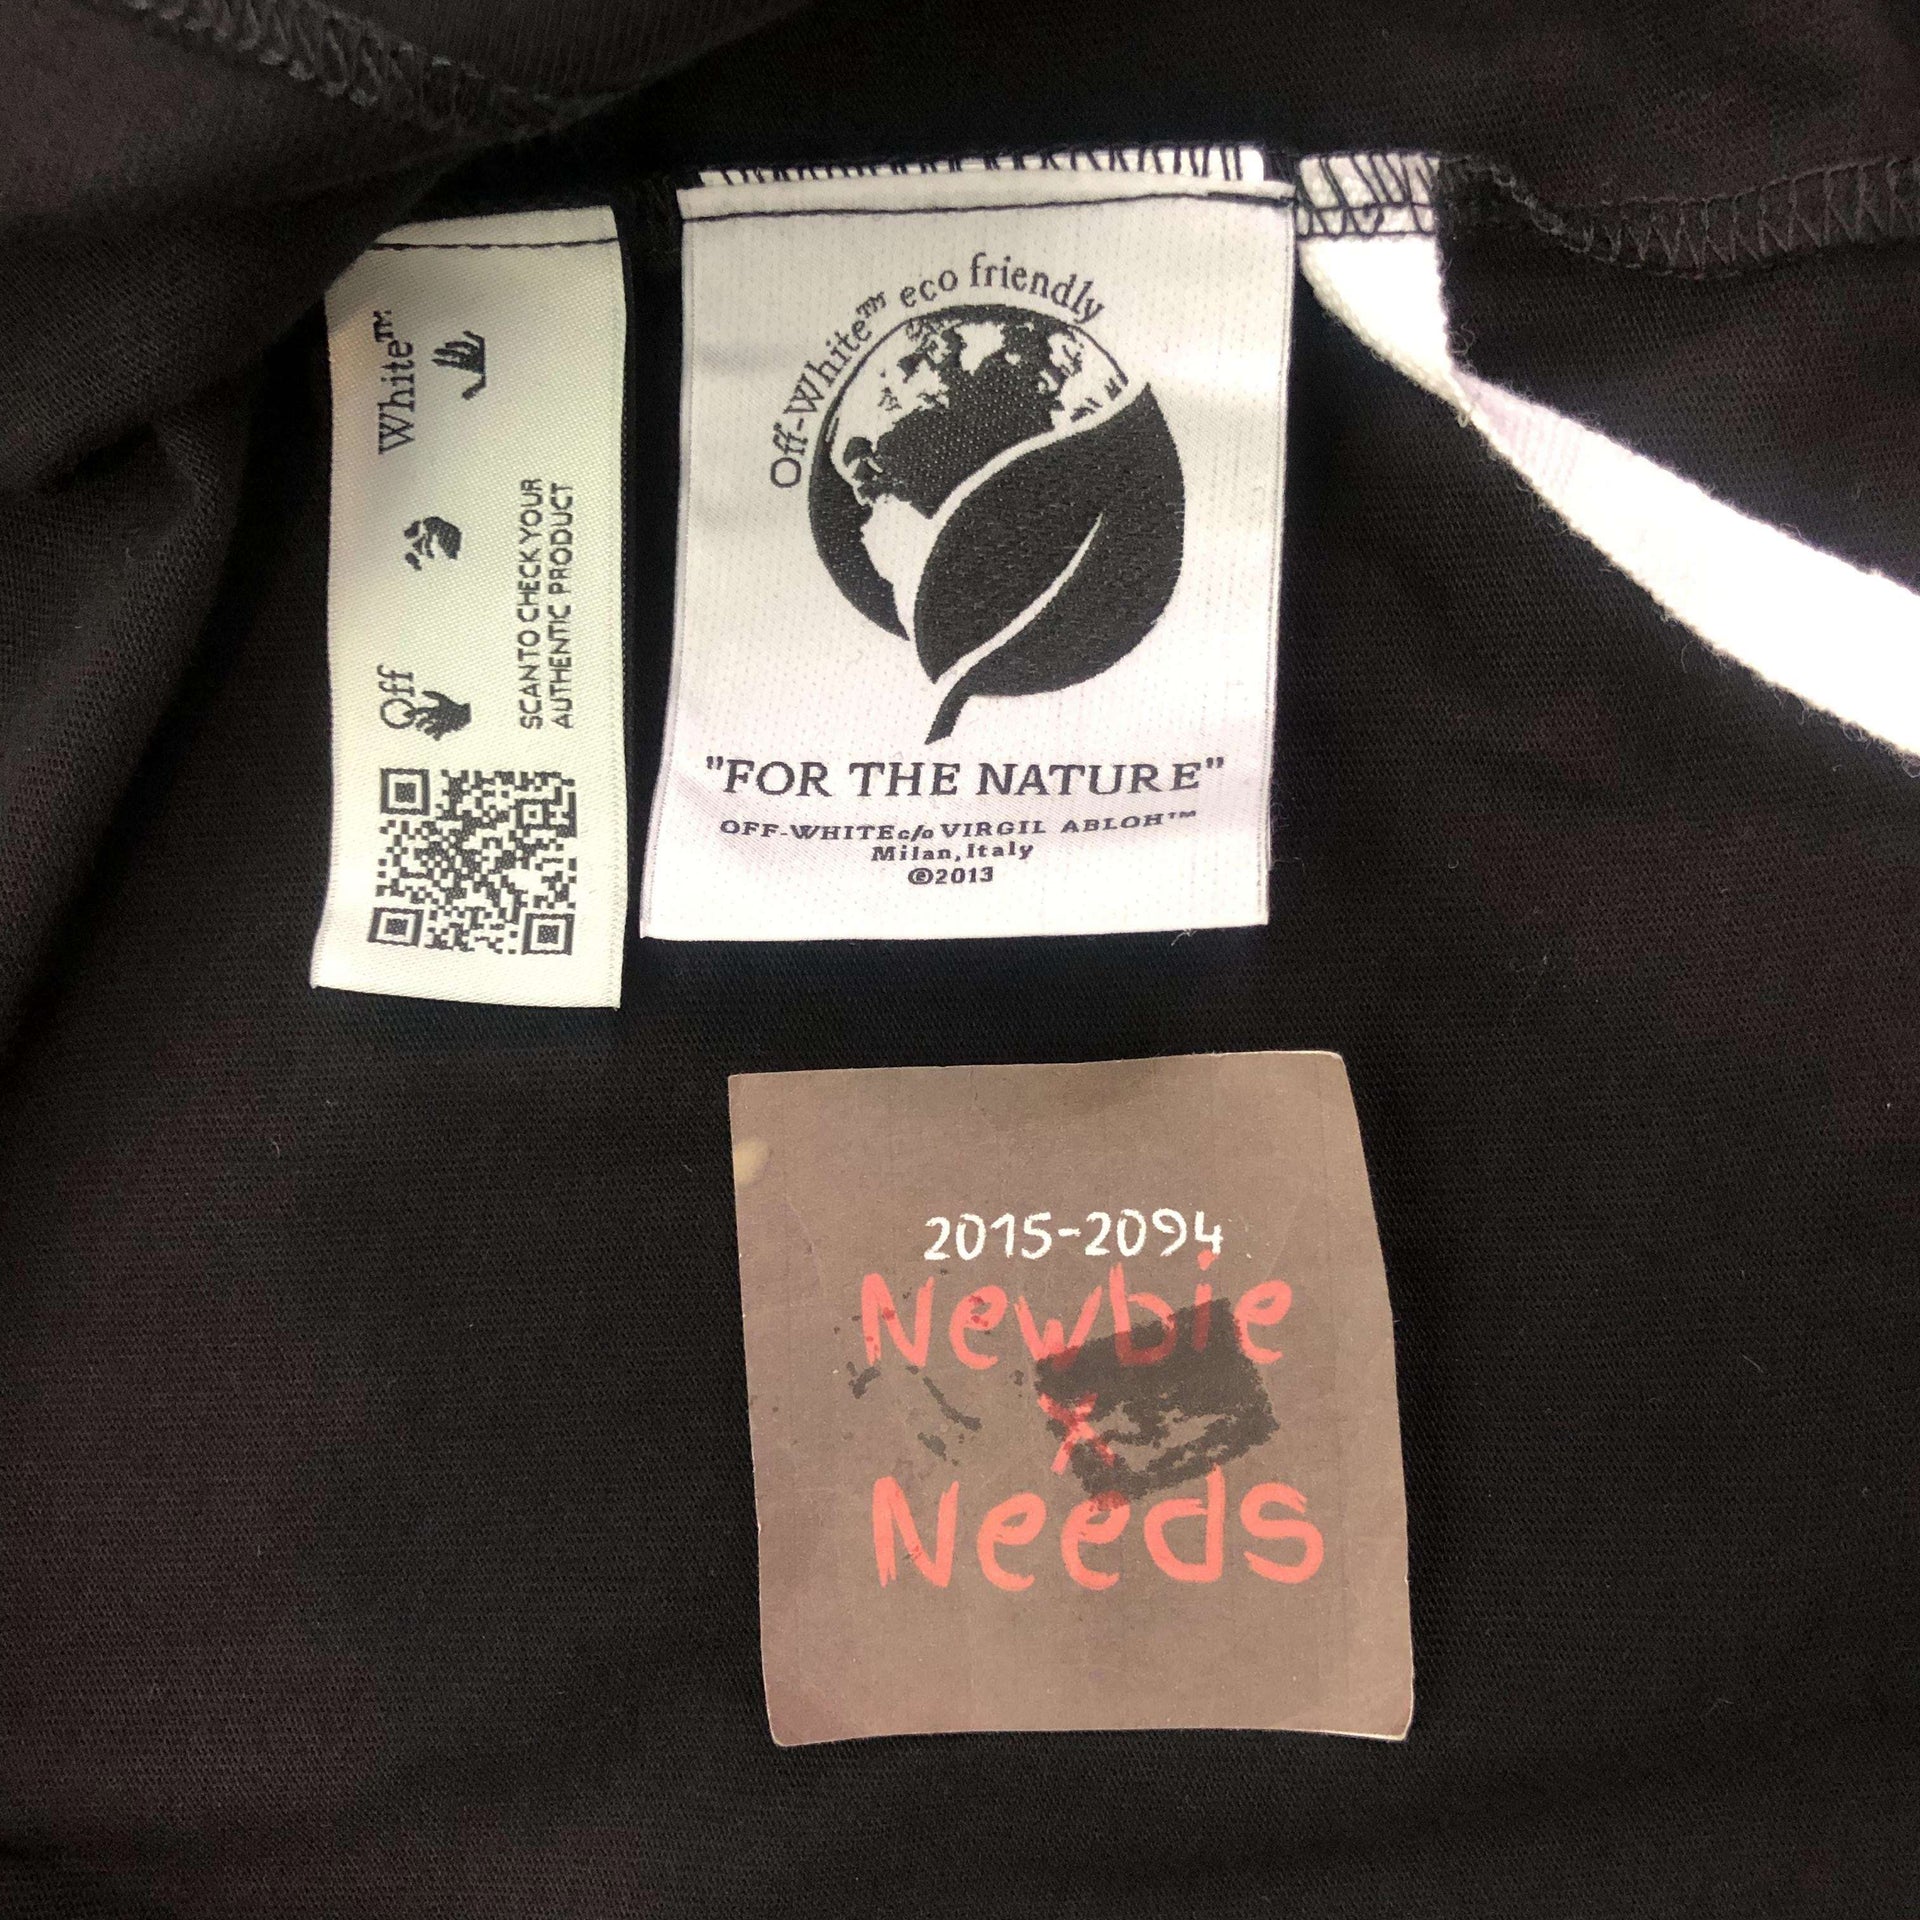 Off White™
SCAN TO CHECK YOUR
AUTHENTIC PRODUCT
Off-White™ eco friendly
"FOR THE NATURE"
OFF-WHITE c/o VIRGIL ABLOH™
Milan, Italy
©2013
2015-2094
Newbie
x
Needs